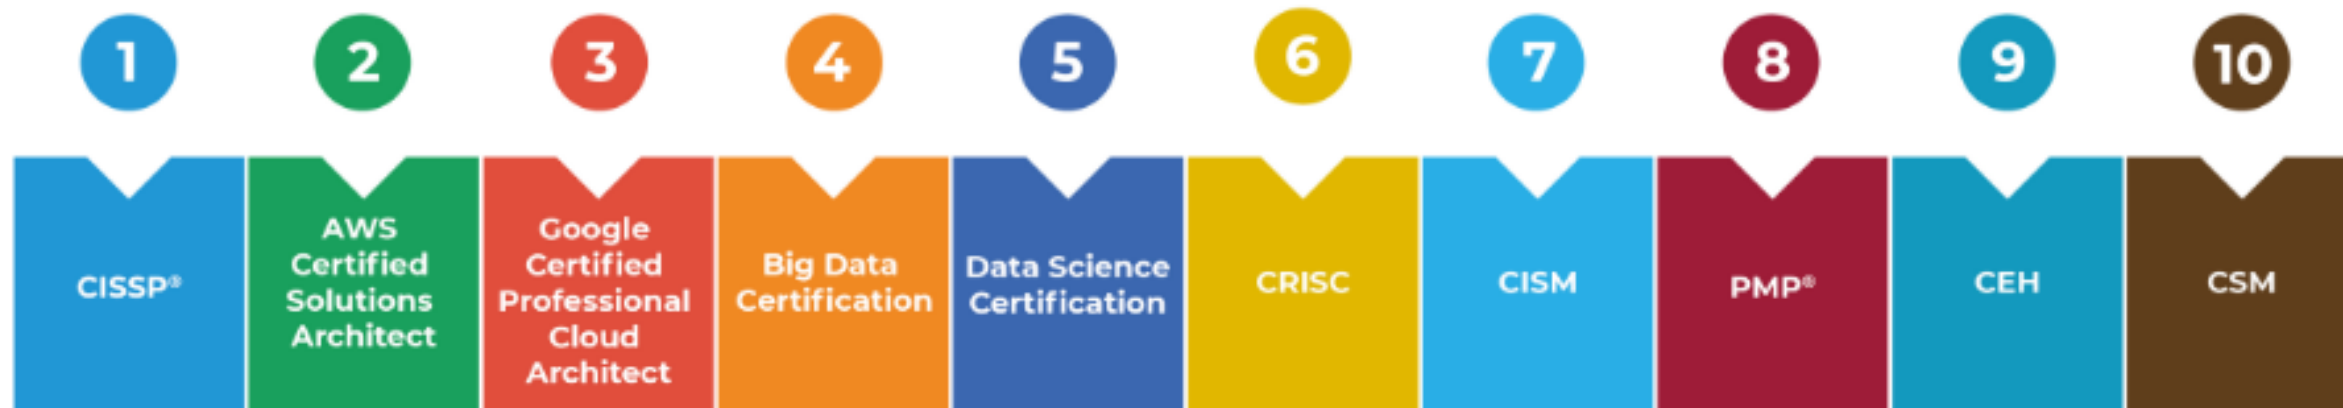 1
2
3
4
5
6
7
8
9
10
CISSP®
AWS
Certified
Solutions
Architect
Google
Certified
Professional
Cloud
Architect
Big Data
Certification
Data Science
Certification
CRISC
CISM
PMP®
CEH
CSM